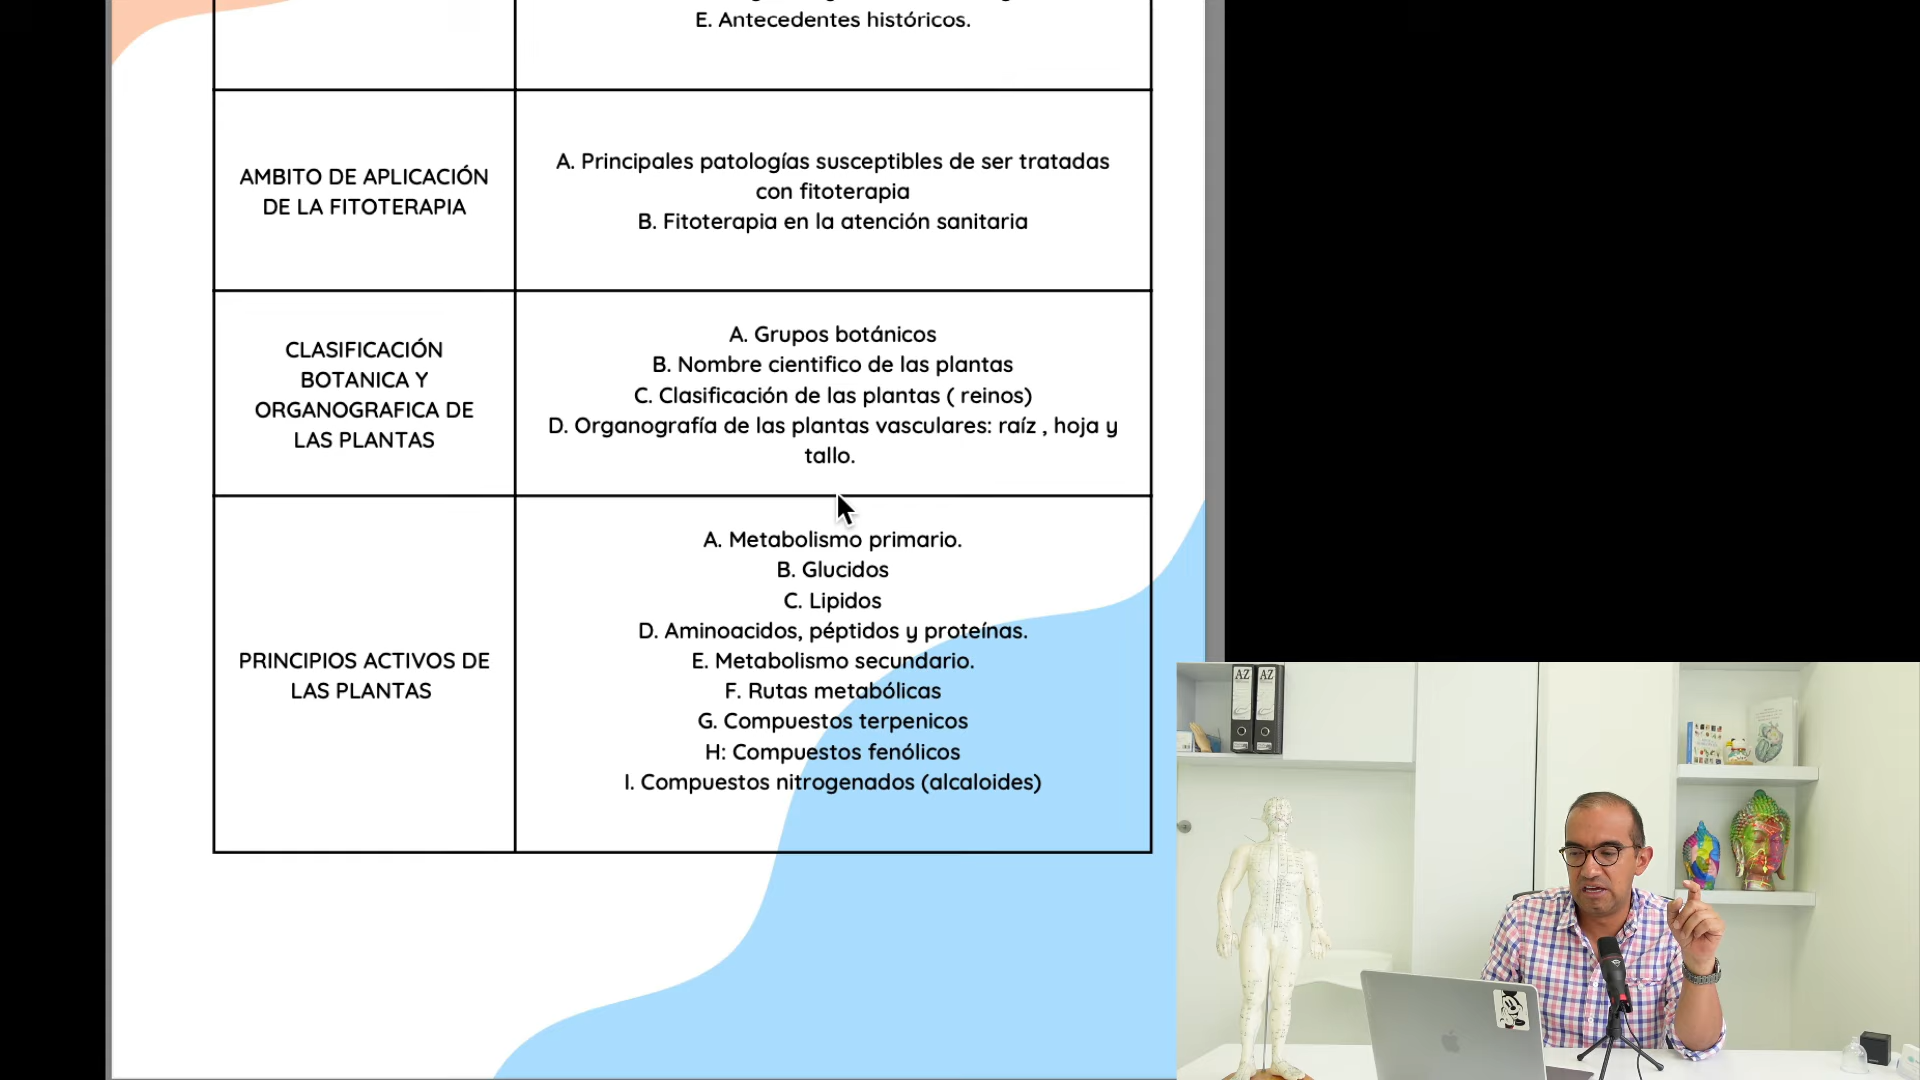 E. Antecedentes históricos.
AMBITO DE APLICACIÓN
DE LA FITOTERAPIA
A. Principales patologías susceptibles de ser tratadas
con fitoterapia
B. Fitoterapia en la atención sanitaria
CLASIFICACIÓN
BOTANICA Y
ORGANOGRAFICA DE
LAS PLANTAS
A. Grupos botánicos
B. Nombre cientifico de las plantas
C. Clasificación de las plantas ( reinos)
D. Organografía de las plantas vasculares: raíz , hoja y
tallo.
PRINCIPIOS ACTIVOS DE
LAS PLANTAS
A. Metabolismo primario.
B. Glucidos
C. Lipidos
D. Aminoacidos, péptidos y proteínas.
E. Metabolismo secundario.
F. Rutas metabólicas
G. Compuestos terpenicos
H: Compuestos fenólicos
I. Compuestos nitrogenados (alcaloides)
AZ
AZ